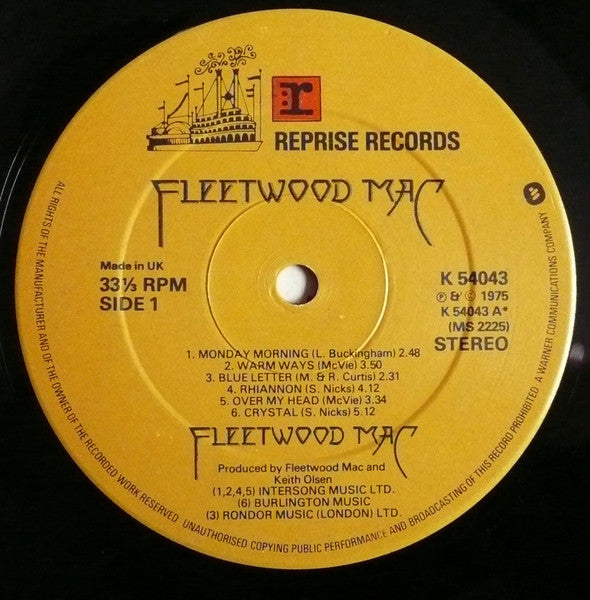 r
REPRISE RECORDS
FLEETWOOD MAC
Made in UK
33⅓ RPM
SIDE 1
K 54043
Ⓟ & © 1975
K 54043 A*
(MS 2225)
STEREO
1. MONDAY MORNING (L. Buckingham) 2.48
2. WARM WAYS (McVie) 3.50
3. BLUE LETTER (M. & R. Curtis) 2.31
4. RHIANNON (S. Nicks) 5.12
5. OVER MY HEAD (McVie) 3.34
6. CRYSTAL (S. Nicks) 5.12
FLEETWOOD MAC
Produced by Fleetwood Mac and
Keith Olsen
(1,2,4,5) INTERSONG MUSIC LTD.
(6) BURLINGTON MUSIC
(3) RONDOR MUSIC (LONDON) LTD.
ALL RIGHTS OF THE MANUFACTURER AND OF THE OWNER OF THE RECORDED WORK RESERVED. UNAUTHORISED COPYING PUBLIC PERFORMANCE AND BROADCASTING OF THIS RECORD PROHIBITED. A WARNER COMMUNICATIONS COMPANY.